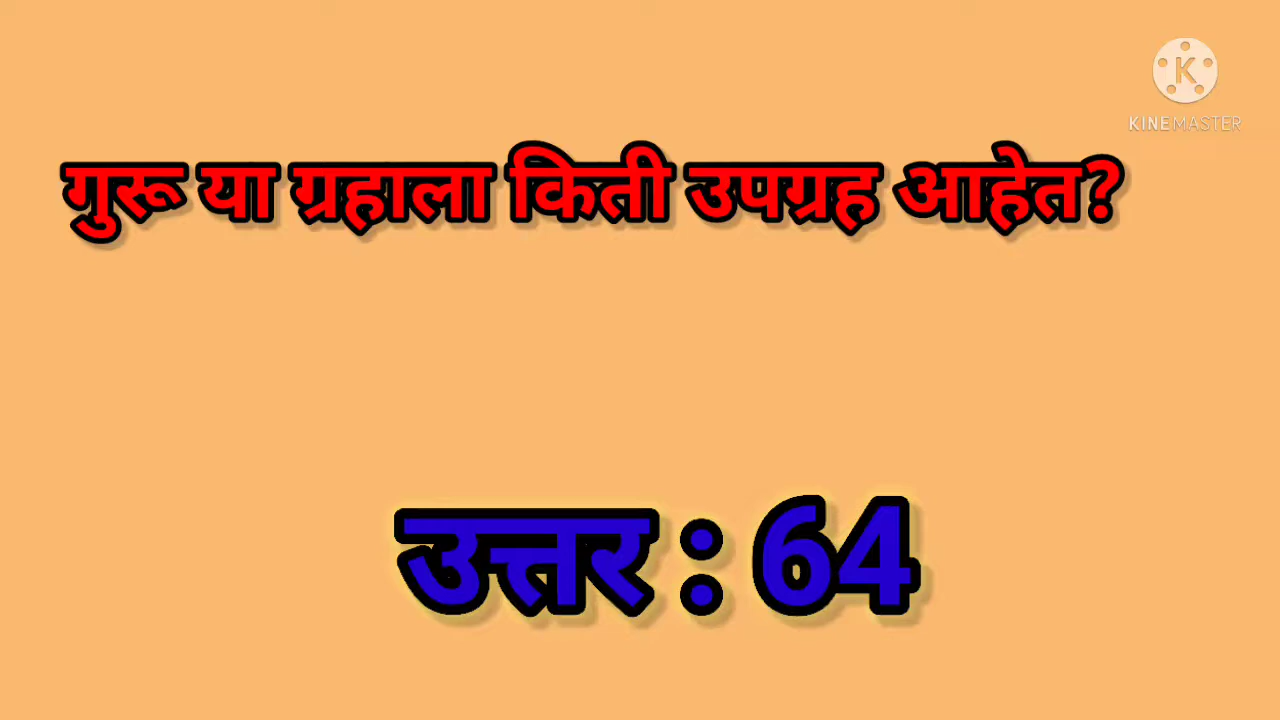 KINEMASTER
गुरू या ग्रहाला किती उपग्रह आहेत?
उत्तर : 64